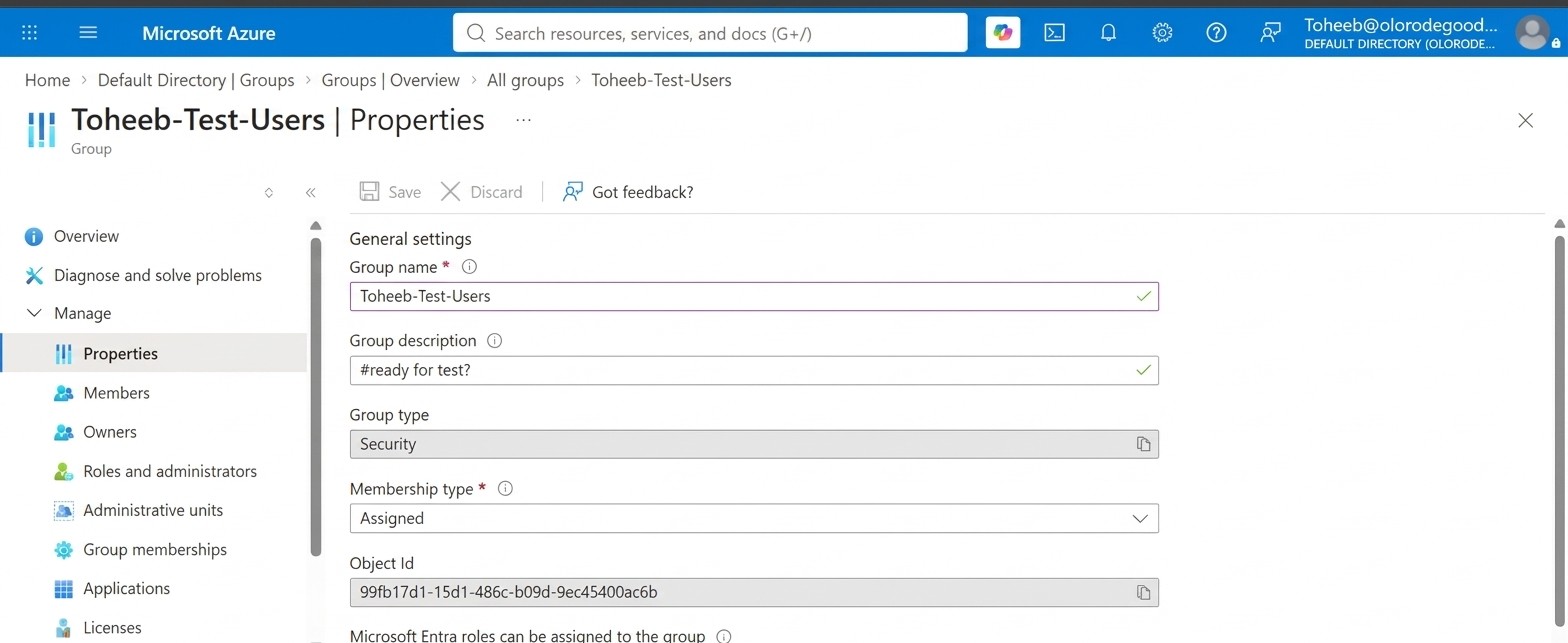 Microsoft Azure
Search resources, services, and docs (G+/)
Toheeb@olorodegood...
DEFAULT DIRECTORY (OLORODE...
Home > Default Directory | Groups > Groups | Overview > All groups > Toheeb-Test-Users
Toheeb-Test-Users | Properties ...
Group
Save Discard Got feedback?
Overview
Diagnose and solve problems
Manage
Properties
Members
Owners
Roles and administrators
Administrative units
Group memberships
Applications
Licenses
General settings
Group name *
Toheeb-Test-Users
Group description
#ready for test?
Group type
Security
Membership type *
Assigned
Object Id
99fb17d1-15d1-486c-b09d-9ec45400ac6b
Microsoft Entra roles can be assigned to the group